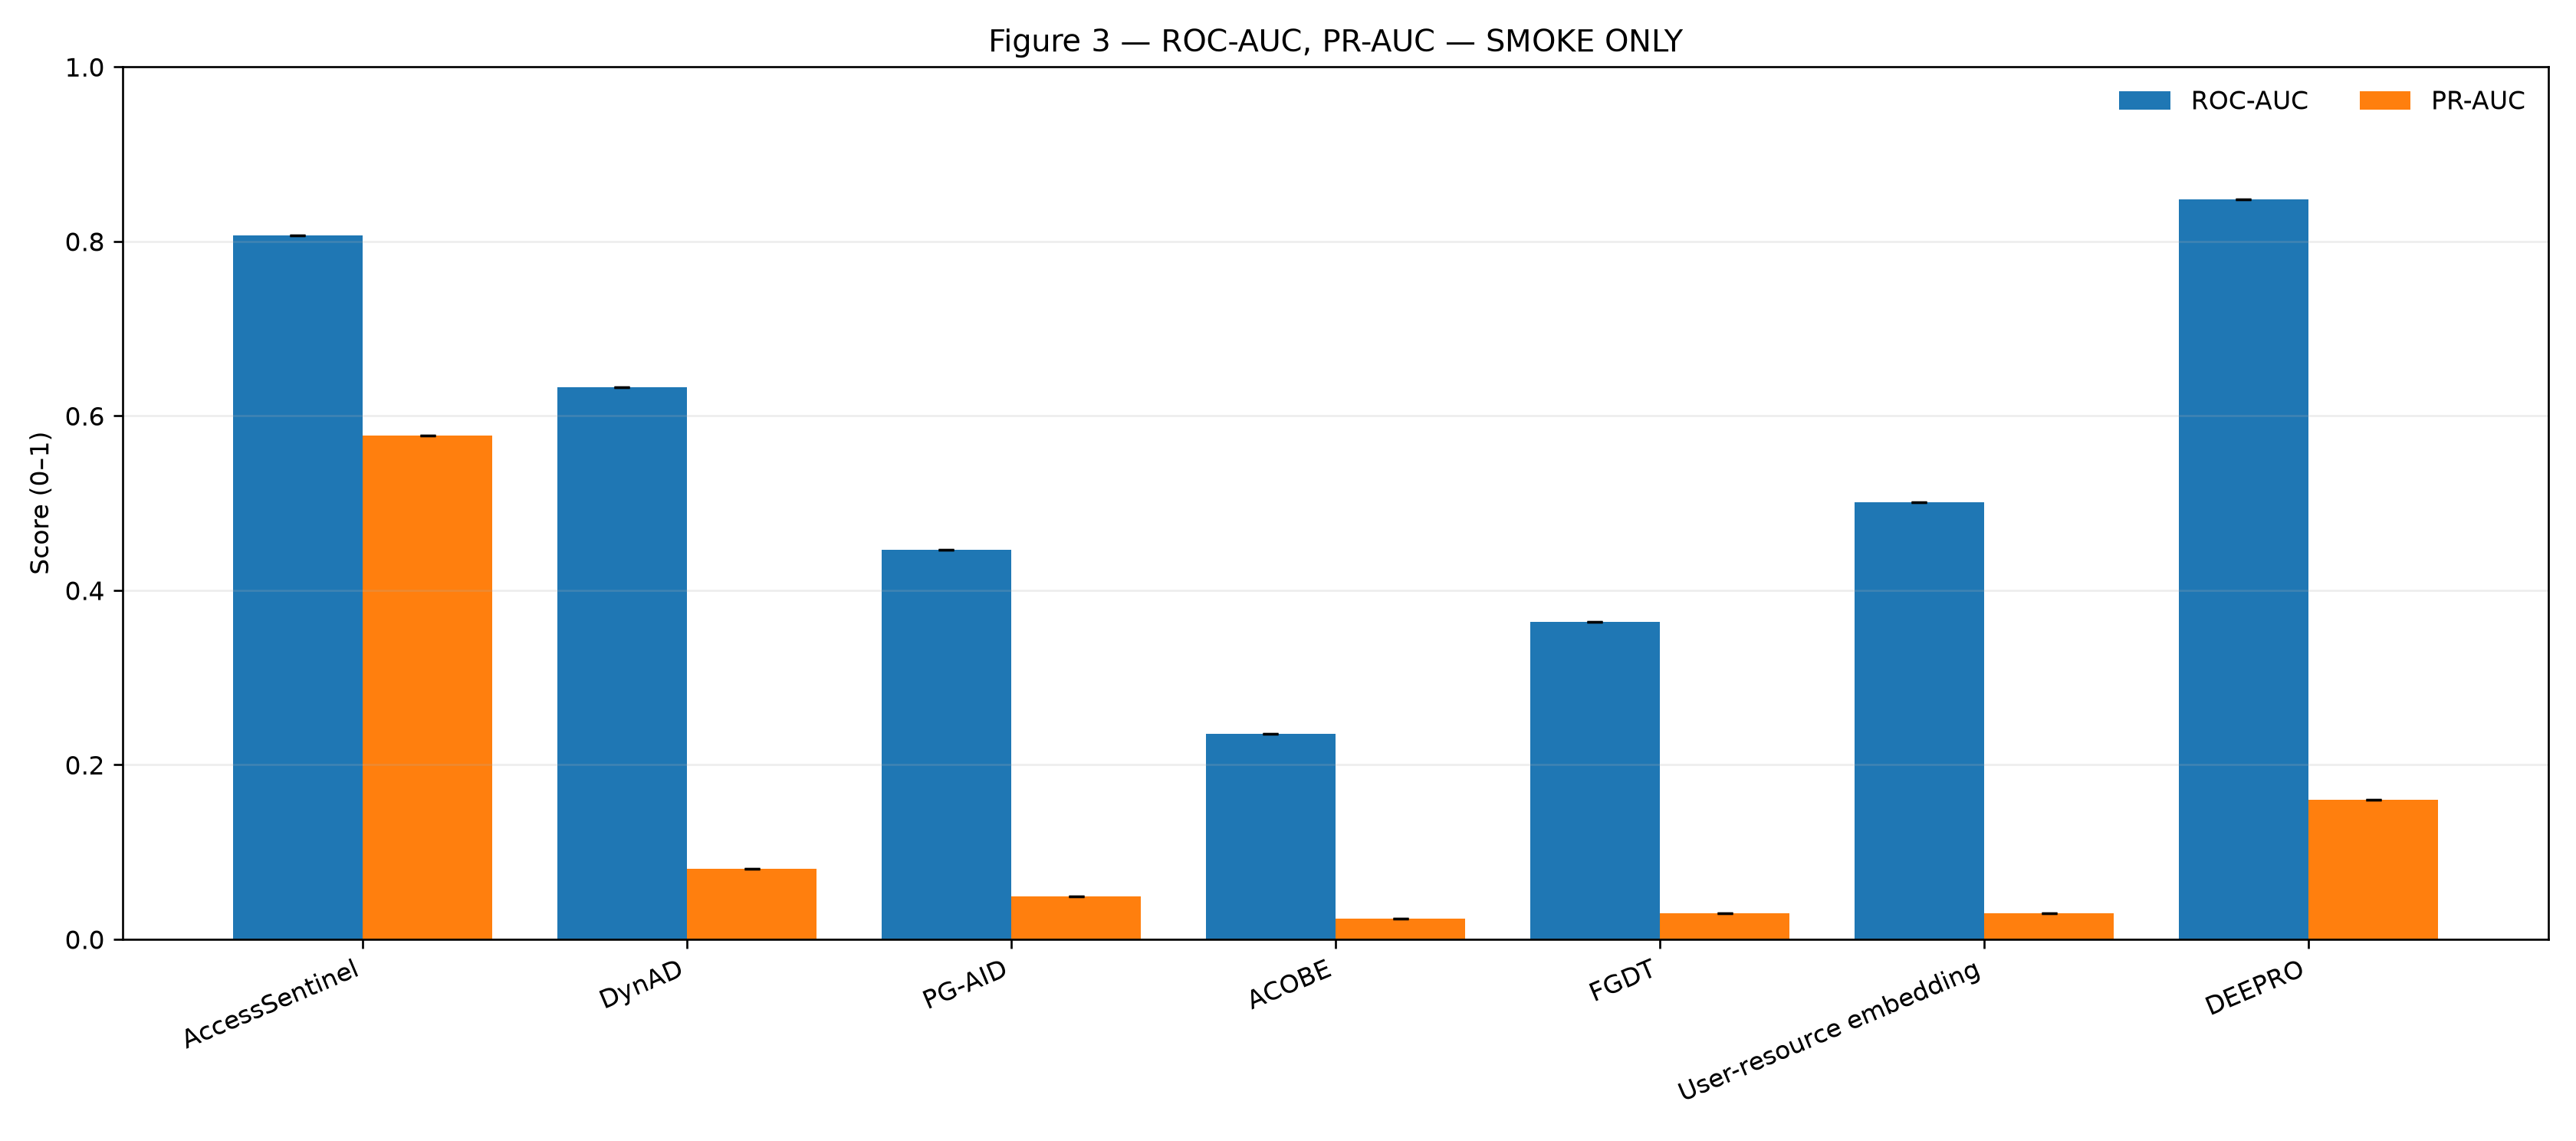 Figure 3 — ROC-AUC, PR-AUC — SMOKE ONLY
ROC-AUC
PR-AUC
Score (0–1)
1.0
0.8
0.6
0.4
0.2
0.0
AccessSentinel
DynAD
PG-AID
ACOBE
FGDT
User-resource embedding
DEEPRO